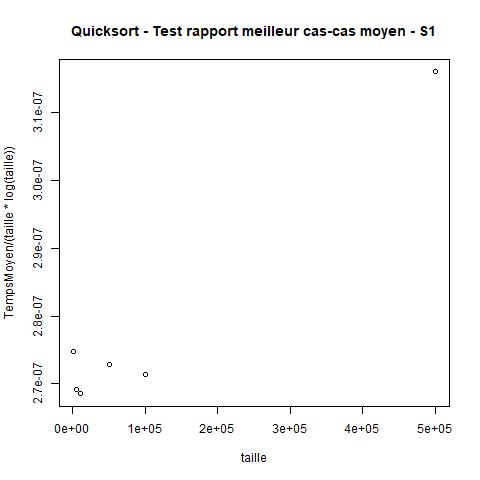 Quicksort - Test rapport meilleur cas-cas moyen - S1
TempsMoyen/(taille * log(taille))
3.1e-07
3.0e-07
2.9e-07
2.8e-07
2.7e-07
0e+00 1e+05 2e+05 3e+05 4e+05 5e+05
taille